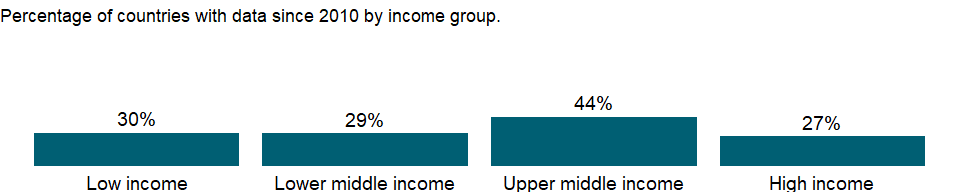 Percentage of countries with data since 2010 by income group.
44%
30%
29%
27%
Low income
Lower middle income
Upper middle income
High income